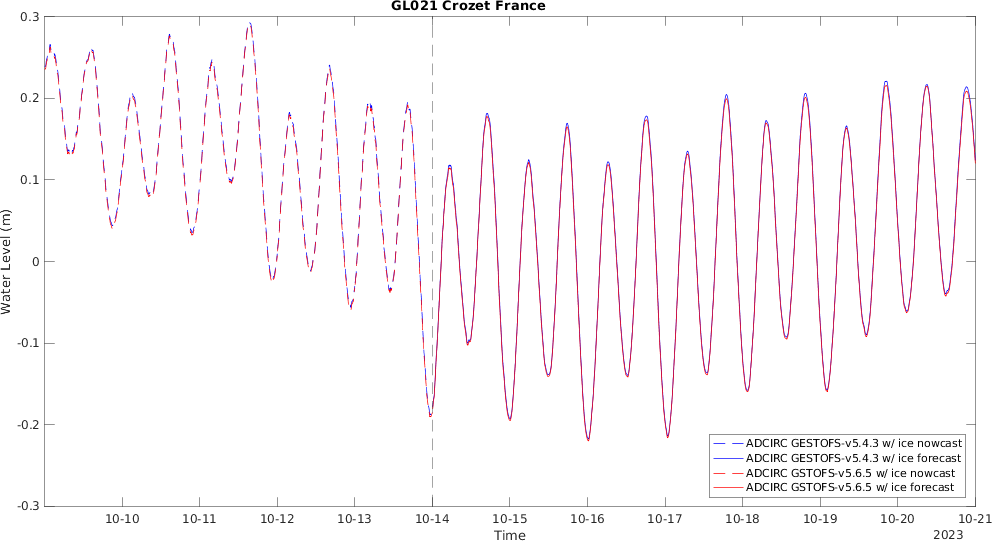 GL021 Crozet France
0.3
0.2
0.1
0
-0.1
-0.2
-0.3
Water Level (m)
10-10 10-11 10-12 10-13 10-14 10-15 10-16 10-17 10-18 10-19 10-20 10-21
Time
2023
ADCIRC GESTOFS-v5.4.3 w/ ice nowcast
ADCIRC GESTOFS-v5.4.3 w/ ice forecast
ADCIRC GSTOFS-v5.6.5 w/ ice nowcast
ADCIRC GSTOFS-v5.6.5 w/ ice forecast